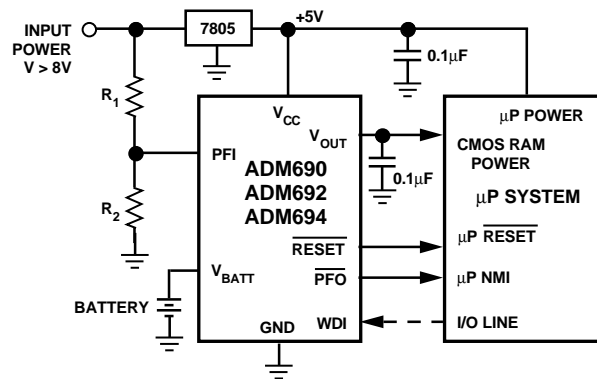 INPUT
POWER
V > 8V
7805
+5V
0.1µF
R1
R2
PFI
VCC
VOUT
0.1µF
ADM690
ADM692
ADM694
RESET
PFO
VBATT
BATTERY
GND
WDI
µP POWER
CMOS RAM
POWER
µP SYSTEM
µP RESET
µP NMI
I/O LINE